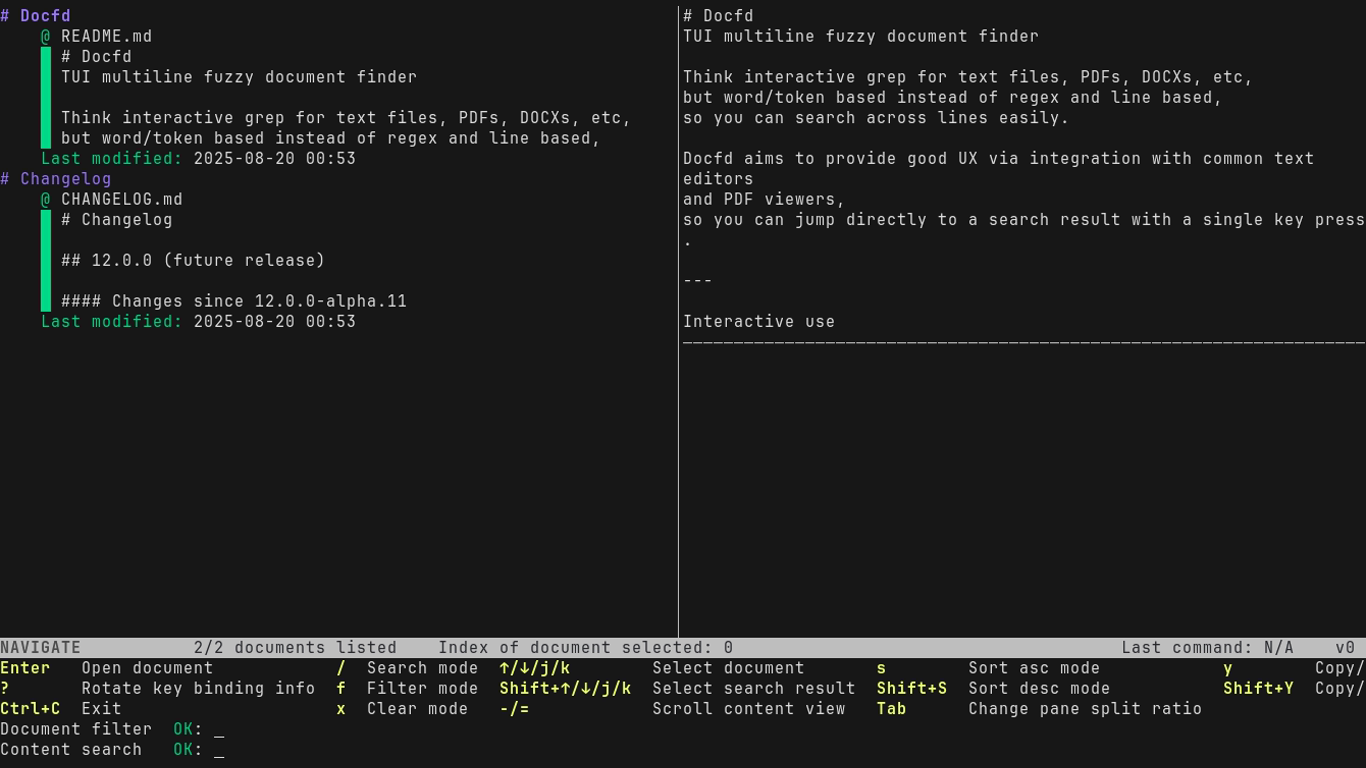 # Docfd
@ README.md
# Docfd
TUI multiline fuzzy document finder
Think interactive grep for text files, PDFs, DOCXs, etc,
but word/token based instead of regex and line based,
Last modified: 2025-08-20 00:53
# Changelog
@ CHANGELOG.md
# Changelog
## 12.0.0 (future release)
#### Changes since 12.0.0-alpha.11
Last modified: 2025-08-20 00:53
# Docfd
TUI multiline fuzzy document finder
Think interactive grep for text files, PDFs, DOCXs, etc,
but word/token based instead of regex and line based,
so you can search across lines easily.
Docfd aims to provide good UX via integration with common text
editors
and PDF viewers,
so you can jump directly to a search result with a single key press
.
---
Interactive use
NAVIGATE 2/2 documents listed Index of document selected: 0 Last command: N/A v0
Enter Open document / Search mode ↑/↓/j/k Select document s Sort asc mode y Copy/
? Rotate key binding info f Filter mode Shift+↑/↓/j/k Select search result Shift+S Sort desc mode Shift+Y Copy/
Ctrl+C Exit x Clear mode -/= Scroll content view Tab Change pane split ratio
Document filter OK: _
Content search OK: _